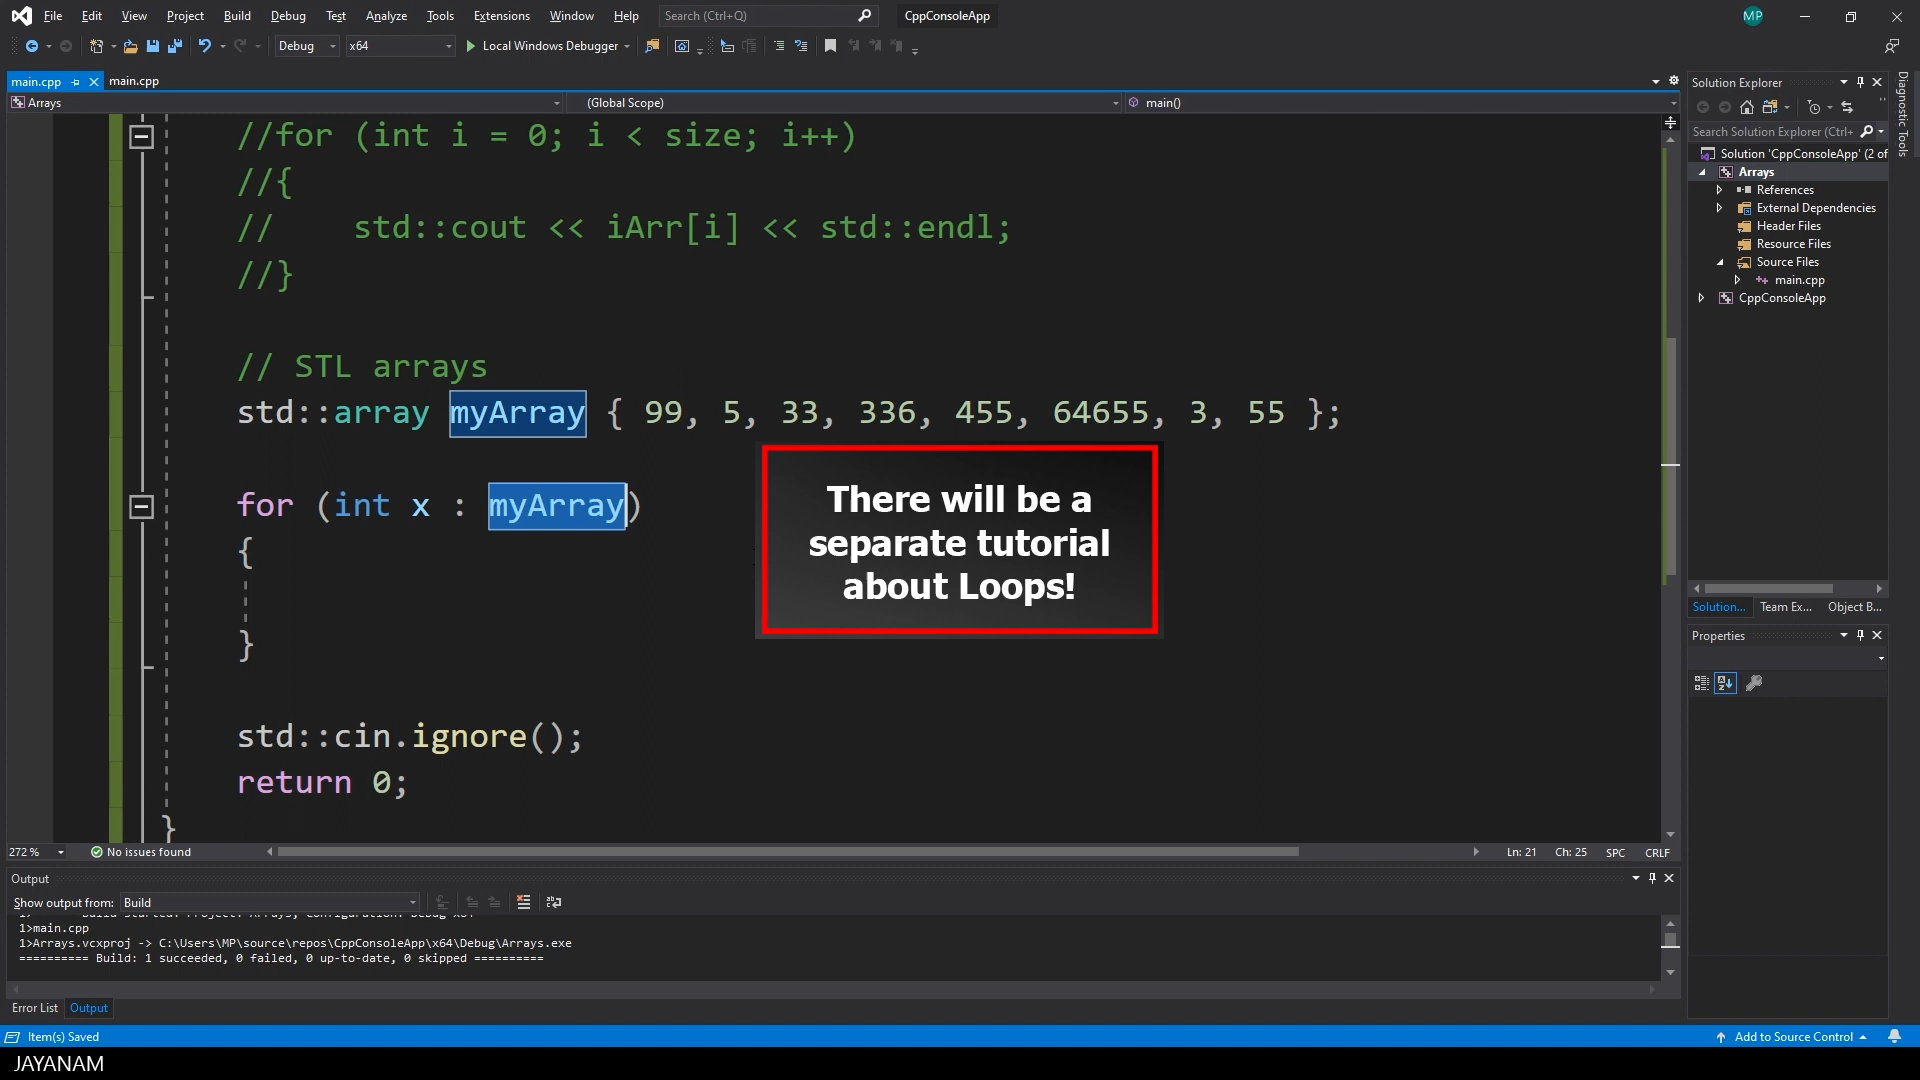 File Edit View Project Build Debug Test Analyze Tools Extensions Window Help Search (Ctrl+Q) CppConsoleApp MP
Debug x64 Local Windows Debugger
main.cpp main.cpp
Arrays (Global Scope) main()
//for (int i = 0; i < size; i++)
//{
// std::cout << iArr[i] << std::endl;
//}
// STL arrays
std::array myArray { 99, 5, 33, 336, 455, 64655, 3, 55 };
for (int x : myArray)
{
}
There will be a
separate tutorial
about Loops!
std::cin.ignore();
return 0;
}
272 % No issues found Ln: 21 Ch: 25 SPC CRLF
Output
Show output from: Build
1>main.cpp
1>Arrays.vcxproj -> C:\Users\MP\source\repos\CppConsoleApp\x64\Debug\Arrays.exe
========== Build: 1 succeeded, 0 failed, 0 up-to-date, 0 skipped ==========
Error List Output
Solution Explorer
Search Solution Explorer (Ctrl+
Solution 'CppConsoleApp' (2 of
Arrays
References
External Dependencies
Header Files
Resource Files
Source Files
main.cpp
CppConsoleApp
Solution... Team Ex... Object B...
Properties
Diagnostic Tools
Item(s) Saved Add to Source Control
JAYANAM